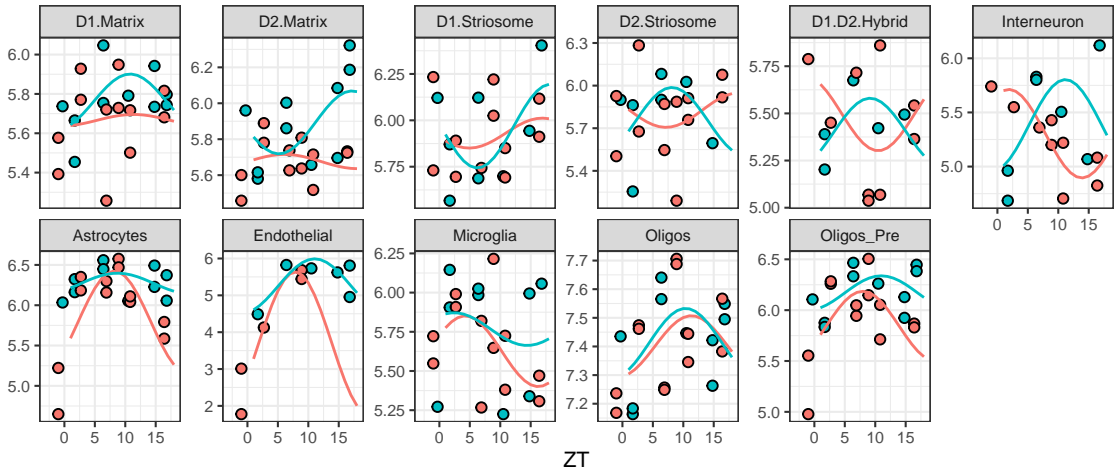 D1.Matrix D2.Matrix D1.Striosome D2.Striosome D1.D2.Hybrid Interneuron
6.0 5.8 5.6 5.4
6.2 6.0 5.8 5.6
6.25 6.00 5.75
6.3 6.0 5.7 5.4
5.75 5.50 5.25 5.00
6.0 5.5 5.0
Astrocytes Endothelial Microglia Oligos Oligos_Pre
6.5 6.0 5.5 5.0
6 5 4 3 2
6.25 6.00 5.75 5.50 5.25
7.7 7.6 7.5 7.4 7.3 7.2
6.5 6.0 5.5 5.0
0 5 10 15 0 5 10 15 0 5 10 15 0 5 10 15 0 5 10 15 0 5 10 15
ZT